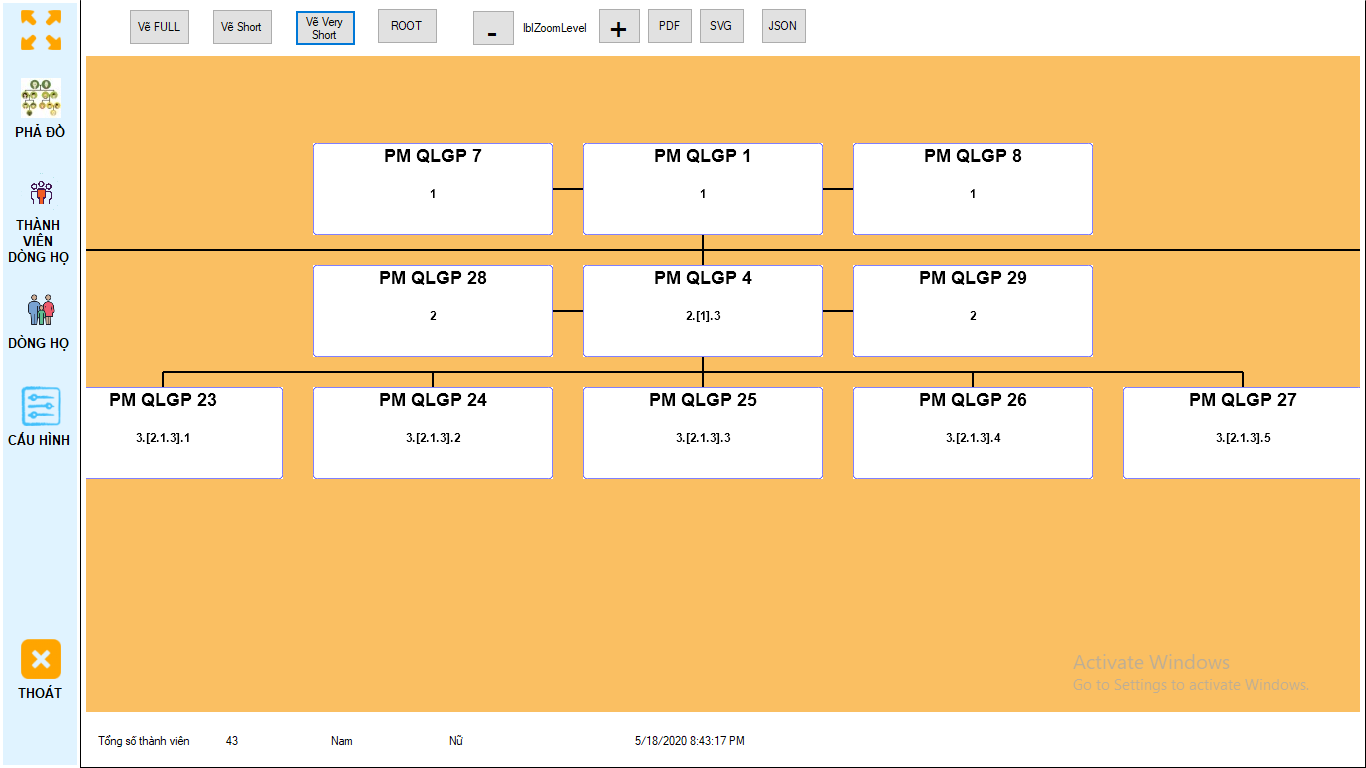 Vẽ FULL
Vẽ Short
Vẽ Very
Short
ROOT
-
lblZoomLevel
+
PDF
SVG
JSON
PHẢ ĐỒ
THÀNH
VIÊN
DÒNG HỌ
DÒNG HỌ
CẤU HÌNH
THOÁT
PM QLGP 7
1
PM QLGP 1
1
PM QLGP 8
1
PM QLGP 28
2
PM QLGP 4
2.[1].3
PM QLGP 29
2
PM QLGP 23
3.[2.1.3].1
PM QLGP 24
3.[2.1.3].2
PM QLGP 25
3.[2.1.3].3
PM QLGP 26
3.[2.1.3].4
PM QLGP 27
3.[2.1.3].5
Activate Windows
Go to Settings to activate Windows.
Tổng số thành viên 43 Nam Nữ 5/18/2020 8:43:17 PM